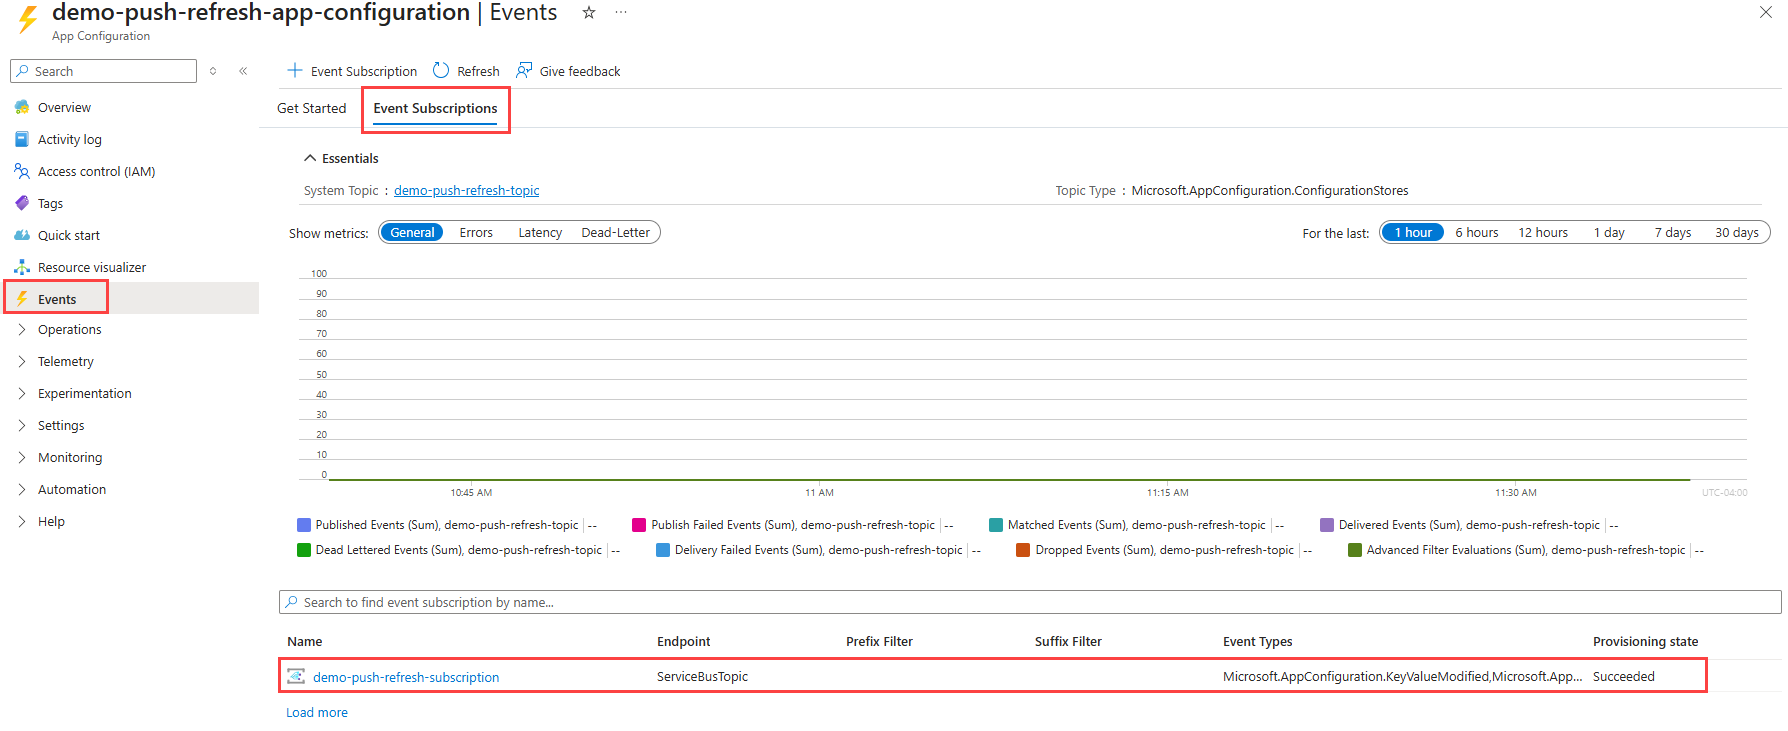 demo-push-refresh-app-configuration | Events
App Configuration
Search
Overview
Activity log
Access control (IAM)
Tags
Quick start
Resource visualizer
Events
Operations
Telemetry
Experimentation
Settings
Monitoring
Automation
Help
Event Subscription Refresh Give feedback
Get Started Event Subscriptions
Essentials
System Topic : demo-push-refresh-topic Topic Type : Microsoft.AppConfiguration.ConfigurationStores
Show metrics: General Errors Latency Dead-Letter For the last: 1 hour 6 hours 12 hours 1 day 7 days 30 days
100
90
80
70
60
50
40
30
20
10
0
10:45 AM 11 AM 11:15 AM 11:30 AM UTC-04:00
Published Events (Sum), demo-push-refresh-topic | -- Publish Failed Events (Sum), demo-push-refresh-topic | -- Matched Events (Sum), demo-push-refresh-topic | -- Delivered Events (Sum), demo-push-refresh-topic | --
Dead Lettered Events (Sum), demo-push-refresh-topic | -- Delivery Failed Events (Sum), demo-push-refresh-topic | -- Dropped Events (Sum), demo-push-refresh-topic | -- Advanced Filter Evaluations (Sum), demo-push-refresh-topic | --
Search to find event subscription by name...
Name Endpoint Prefix Filter Suffix Filter Event Types Provisioning state
demo-push-refresh-subscription ServiceBusTopic Microsoft.AppConfiguration.KeyValueModified,Microsoft.App... Succeeded
Load more